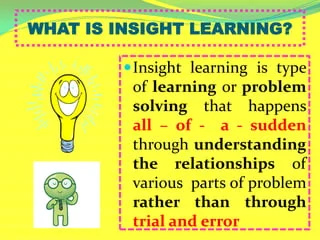 WHAT IS INSIGHT LEARNING?
Insight learning is type
of learning or problem
solving that happens
all – of - a - sudden
through understanding
the relationships of
various parts of problem
rather than through
trial and error